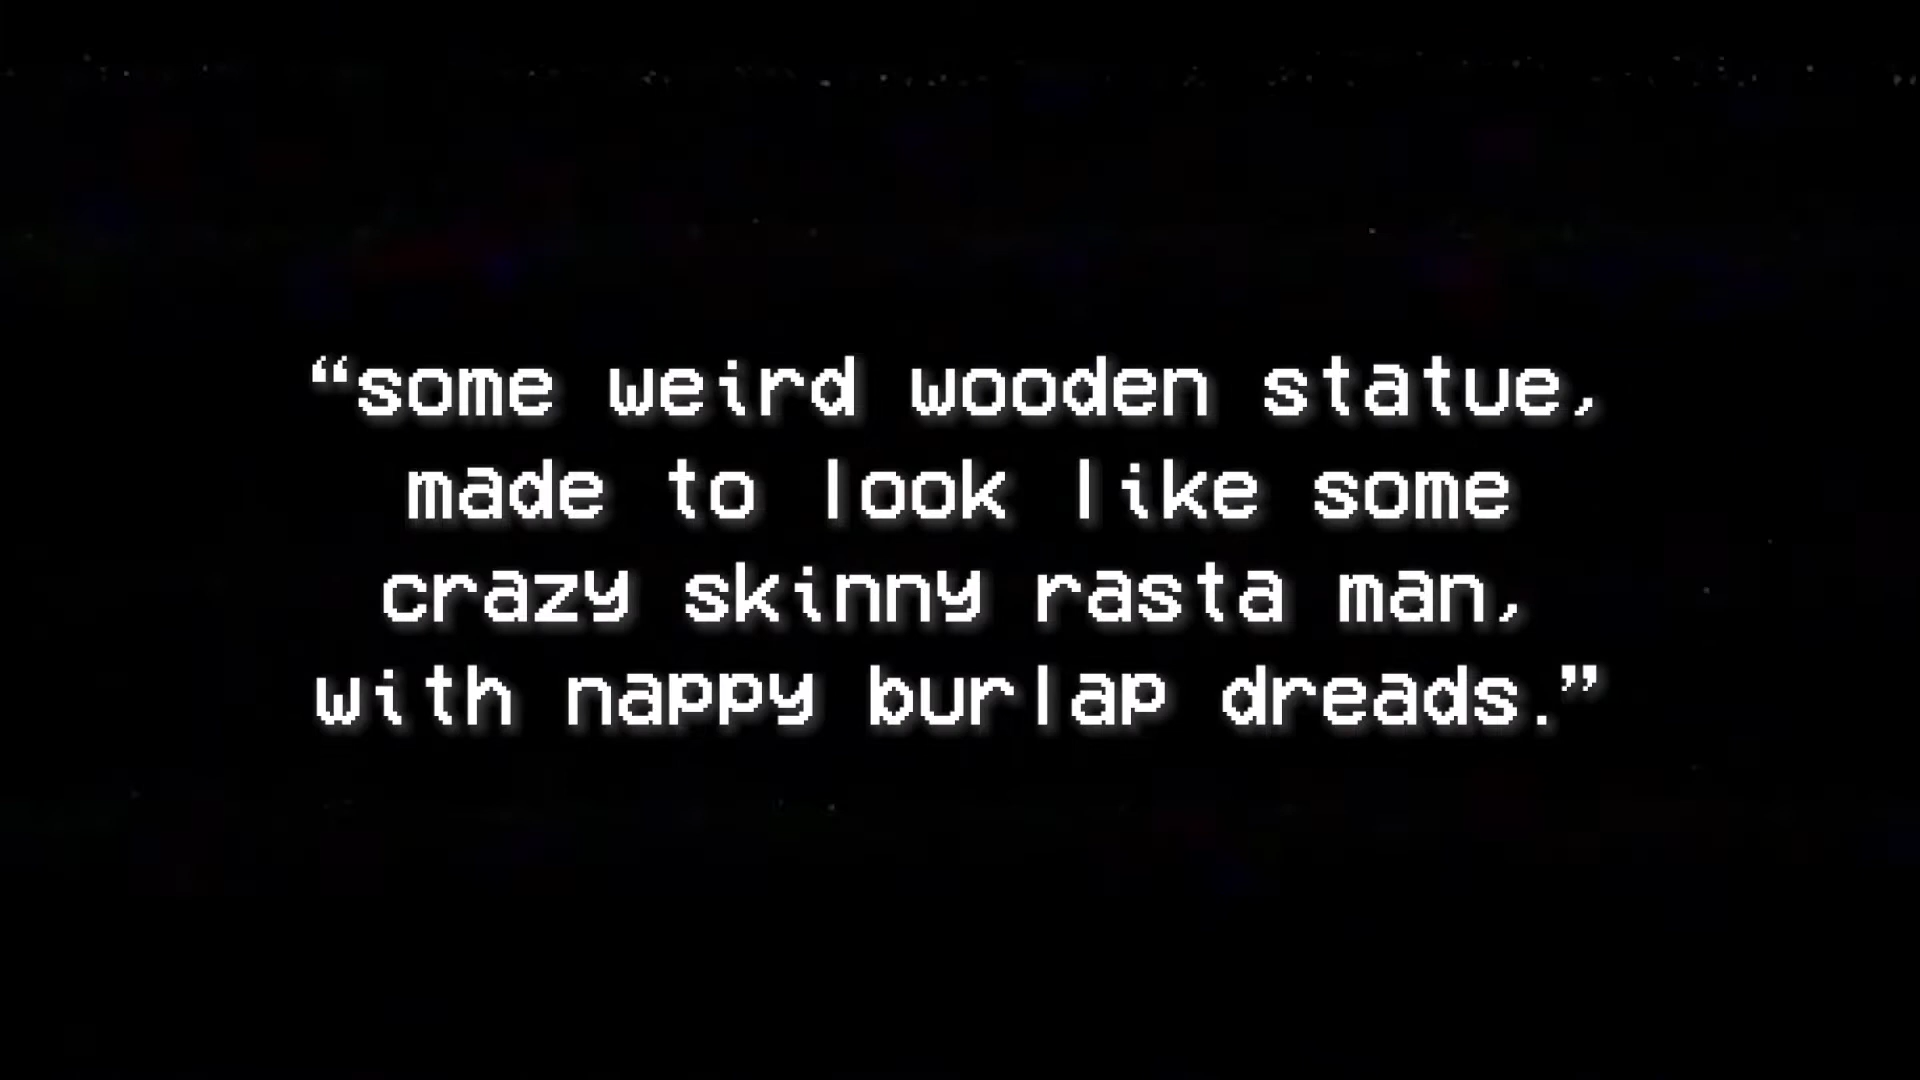 “some weird wooden statue,
made to look like some
crazy skinny rasta man,
with nappy burlap dreads.”